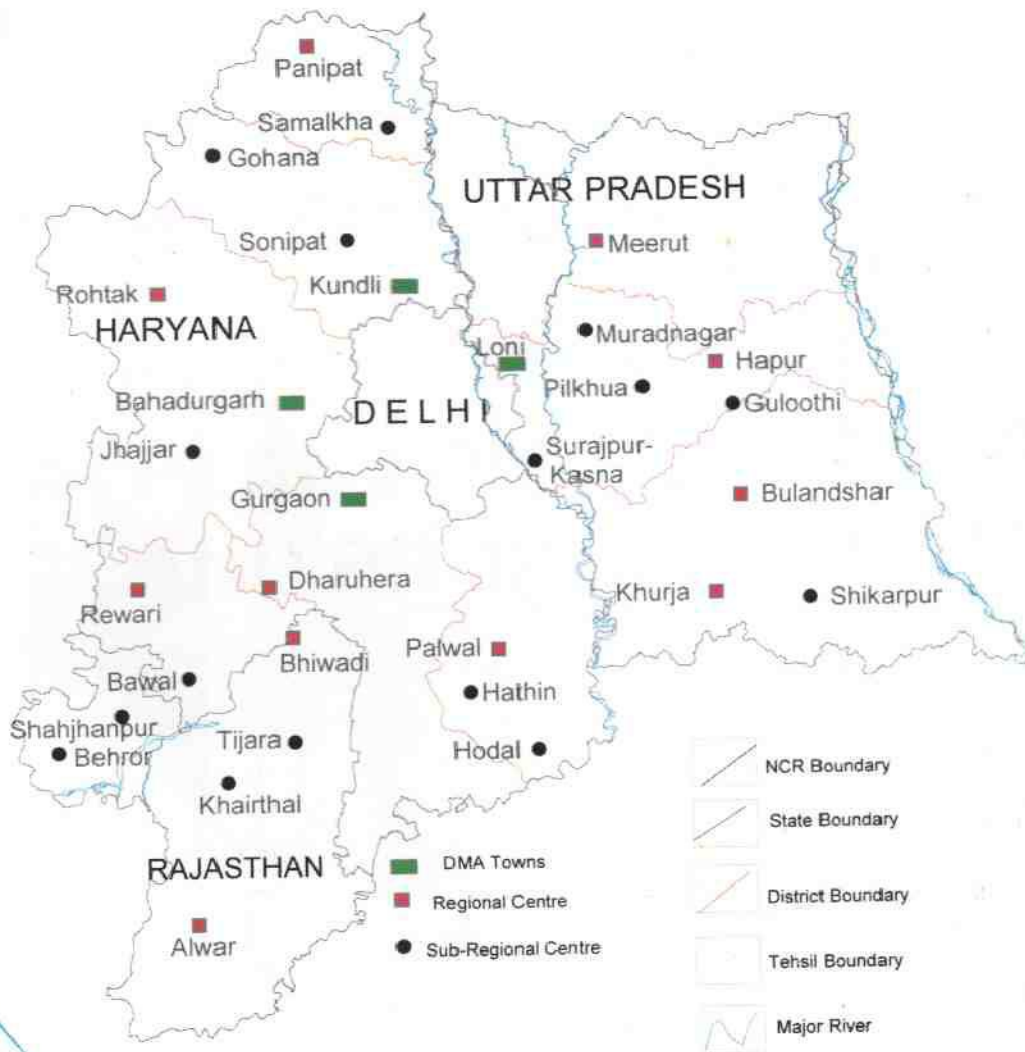 Panipat
Samalkha
Gohana
UTTAR PRADESH
Sonipat
Meerut
Kundli
Rohtak
HARYANA
Muradnagar
Loni
Hapur
Pilkhua
Bahadurgarh
DELHI
Guloothi
Jhajjar
Surajpur-
Kasna
Gurgaon
Bulandshar
Dharuhera
Rewari
Khurja
Shikarpur
Bhiwadi
Palwal
Bawal
Hathin
Shahjhanpur
Behror
Tijara
Hodal
Khairthal
RAJASTHAN
Alwar
DMA Towns
Regional Centre
Sub-Regional Centre
NCR Boundary
State Boundary
District Boundary
Tehsil Boundary
Major River